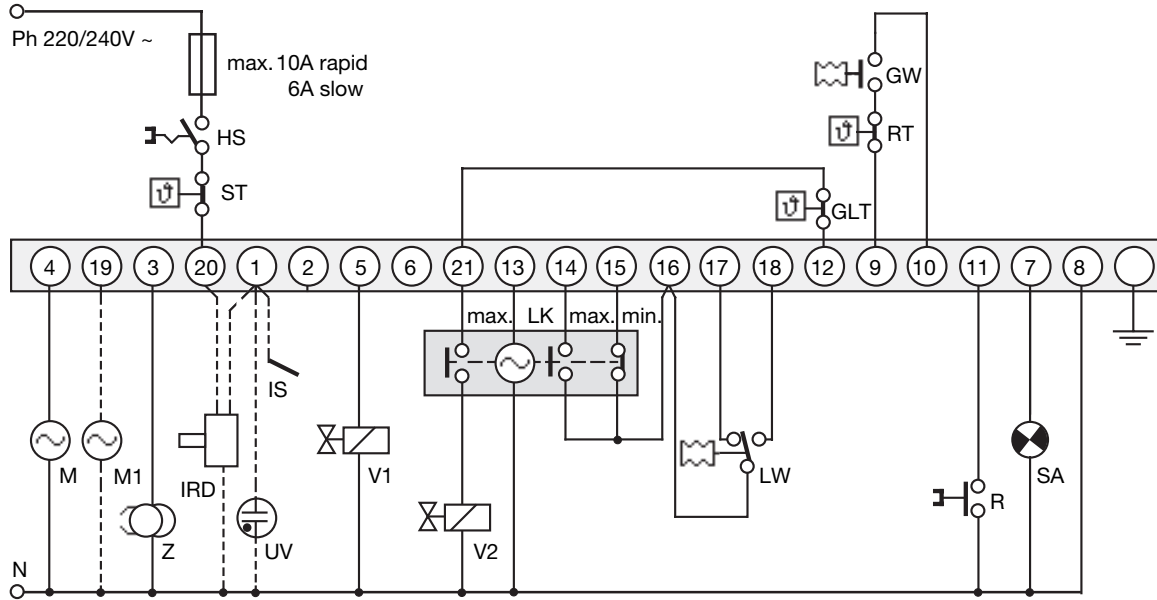 Ph 220/240V ~
max. 10A rapid
6A slow
HS
ST
GW
RT
GLT
4 19 3 20 1 2 5 6 21 13 14 15 16 17 18 12 9 10 11 7 8
max. LK max. min.
IS
M
M1
IRD
Z
UV
V1
V2
LW
R
SA
N
ϑ
ϑ
ϑ